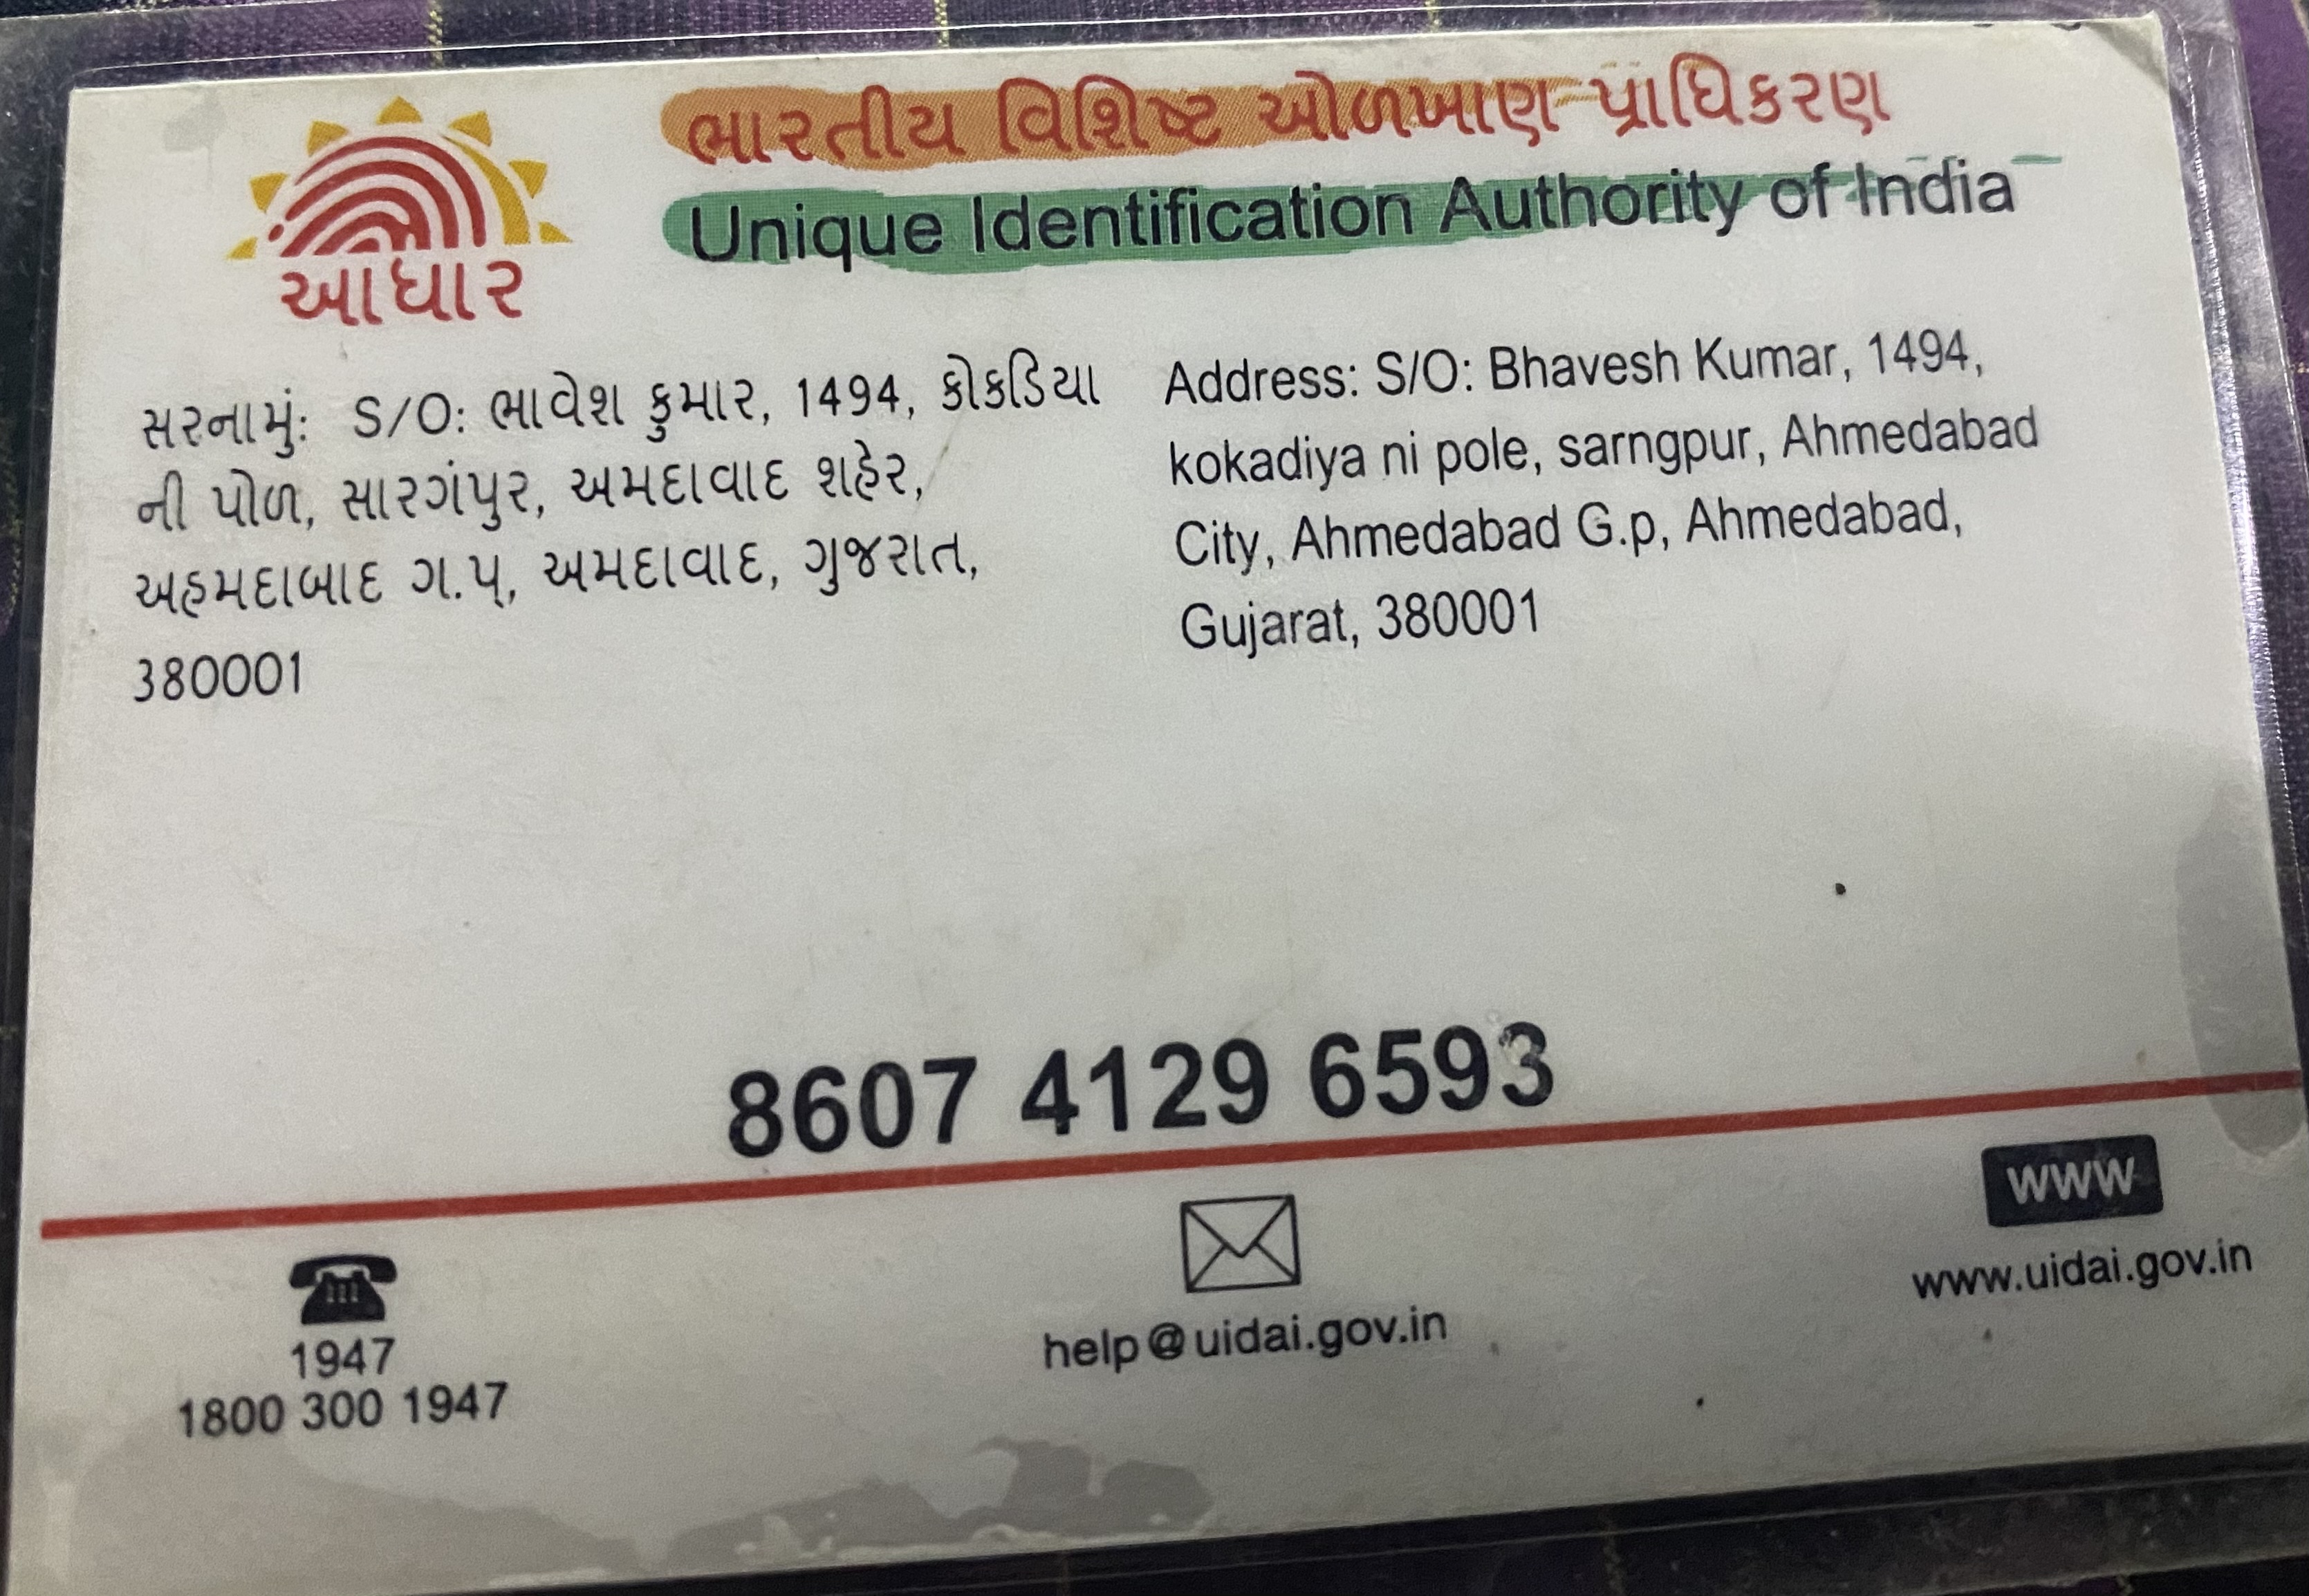 ભારતીય વિશિષ્ટ ઓળખાણ પ્રાધિકરણ
Unique Identification Authority of India
આધાર
સરનામું: S/O: ભાવેશ કુમાર, 1494, કોકડિયા
ની પોળ, સારગંપુર, અમદાવાદ શહેર,
અહમદાબાદ ગ.પ્, અમદાવાદ, ગુજરાત,
380001
Address: S/O: Bhavesh Kumar, 1494,
kokadiya ni pole, sarngpur, Ahmedabad
City, Ahmedabad G.p, Ahmedabad,
Gujarat, 380001
8607 4129 6593
1947
1800 300 1947
help@uidai.gov.in
www
www.uidai.gov.in